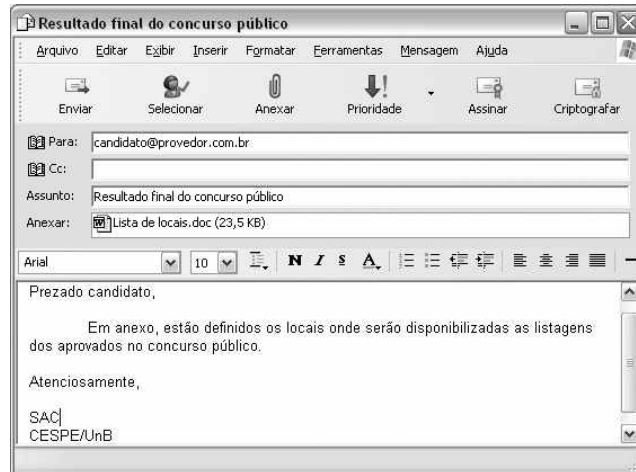 Resultado final do concurso público
Arquivo Editar Exibir Inserir Formatar Ferramentas Mensagem Ajuda
Enviar Selecionar Anexar Prioridade Assinar Criptografar
Para: candidato@provedor.com.br
Cc:
Assunto: Resultado final do concurso público
Anexar: Lista de locais.doc (23,5 KB)
Arial 10 N I S A
Prezado candidato,
Em anexo, estão definidos os locais onde serão disponibilizadas as listagens
dos aprovados no concurso público.
Atenciosamente,
SAC
CESPE/UnB